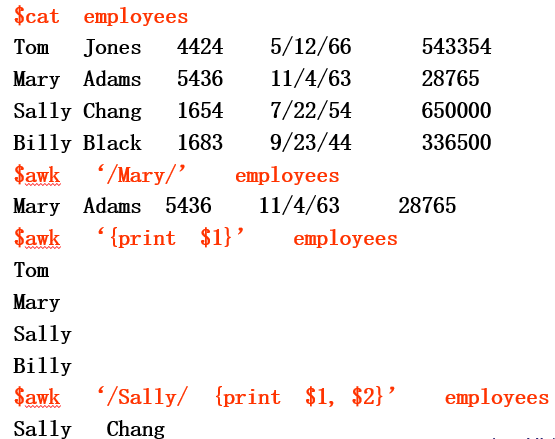 $cat employees
Tom Jones 4424 5/12/66 543354
Mary Adams 5436 11/4/63 28765
Sally Chang 1654 7/22/54 650000
Billy Black 1683 9/23/44 336500
$awk ‘/Mary/’ employees
Mary Adams 5436 11/4/63 28765
$awk ‘{print $1}’ employees
Tom
Mary
Sally
Billy
$awk ‘/Sally/ {print $1, $2}’ employees
Sally Chang